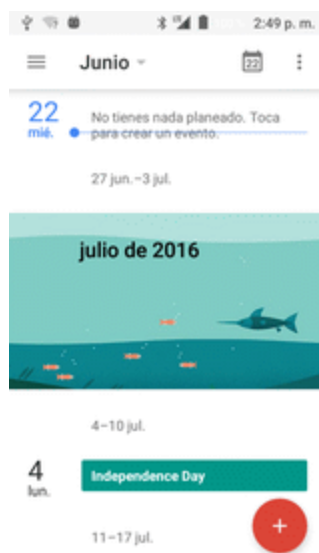 2:49 p. m.
Junio
22
22
mié.
No tienes nada planeado. Toca
para crear un evento.
27 jun.–3 jul.
julio de 2016
4–10 jul.
4
lun.
Independence Day
11–17 jul.